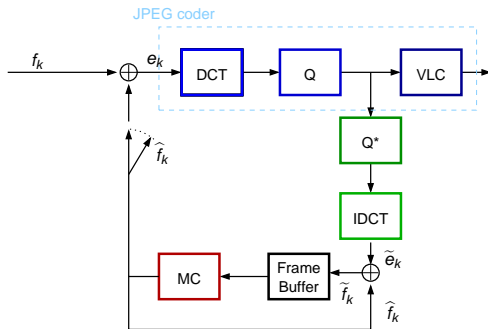 JPEG coder
f_k
e_k
DCT
Q
VLC
Q*
f̂_k
IDCT
ẽ_k
MC
Frame
Buffer
f̃_k
f̂_k